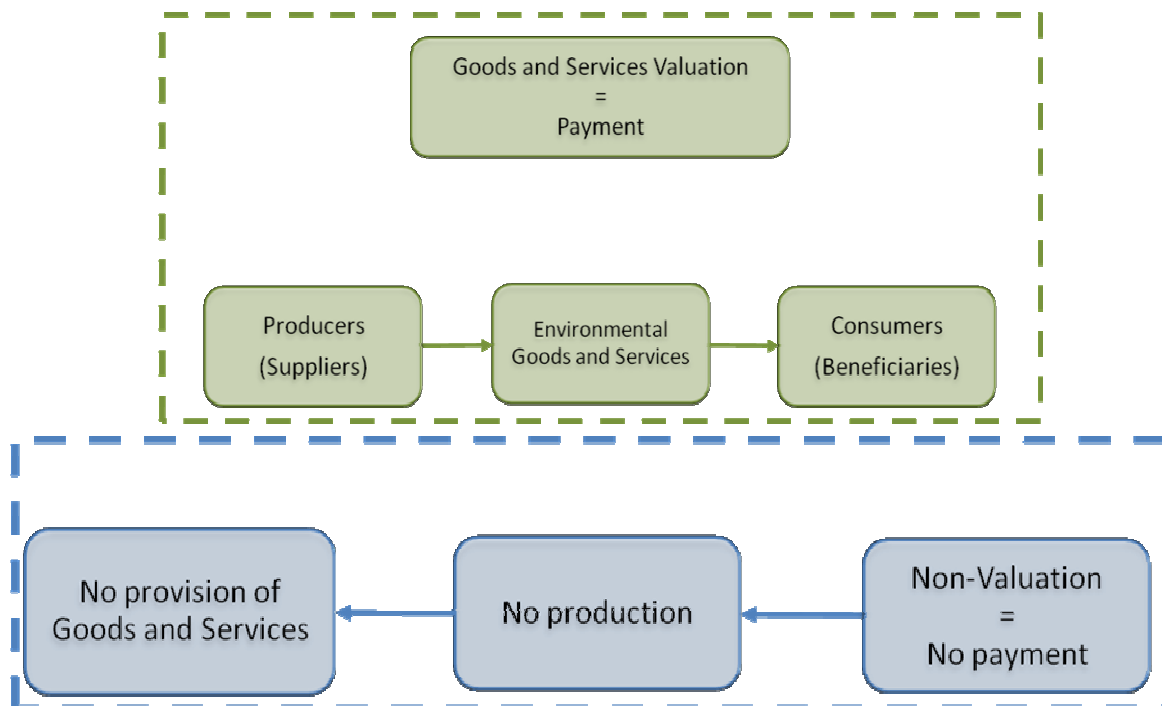 Goods and Services Valuation
=
Payment
Producers
(Suppliers)
Environmental
Goods and Services
Consumers
(Beneficiaries)
No provision of
Goods and Services
No production
Non-Valuation
=
No payment